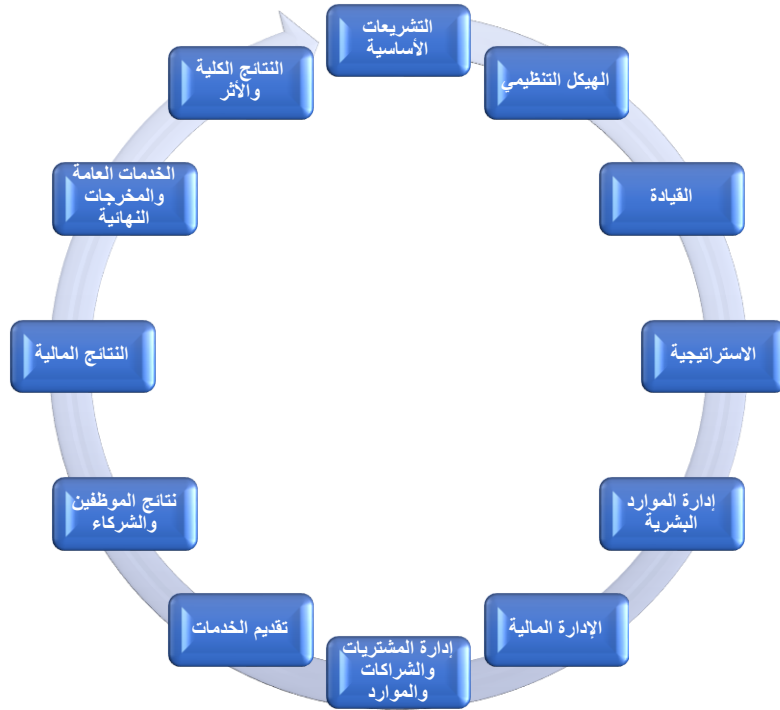 التشريعات
الأساسية
الهيكل التنظيمي
القيادة
الاستراتيجية
إدارة الموارد
البشرية
الإدارة المالية
إدارة المشتريات
والشراكات
والموارد
تقديم الخدمات
نتائج الموظفين
والشركاء
النتائج المالية
الخدمات العامة
والمخرجات
النهائية
النتائج الكلية
والأثر